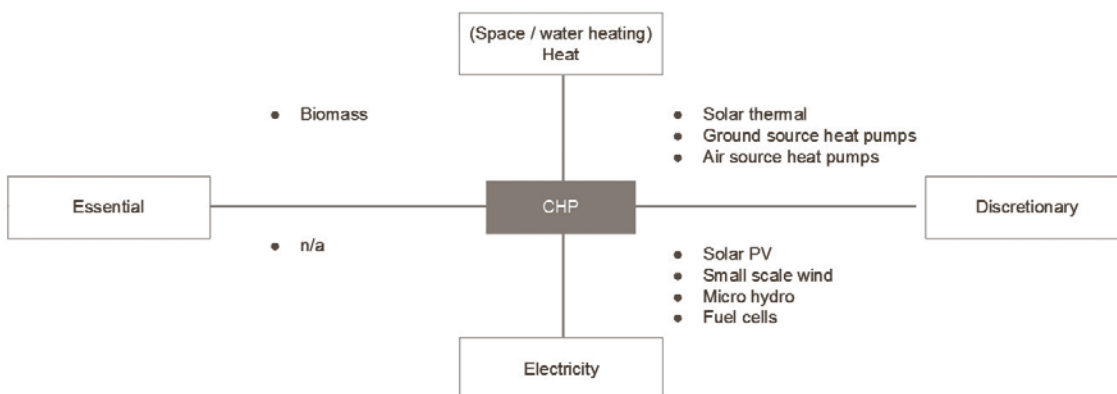 (Space / water heating)
Heat
● Biomass
● Solar thermal
● Ground source heat pumps
● Air source heat pumps
Essential
CHP
Discretionary
● n/a
● Solar PV
● Small scale wind
● Micro hydro
● Fuel cells
Electricity